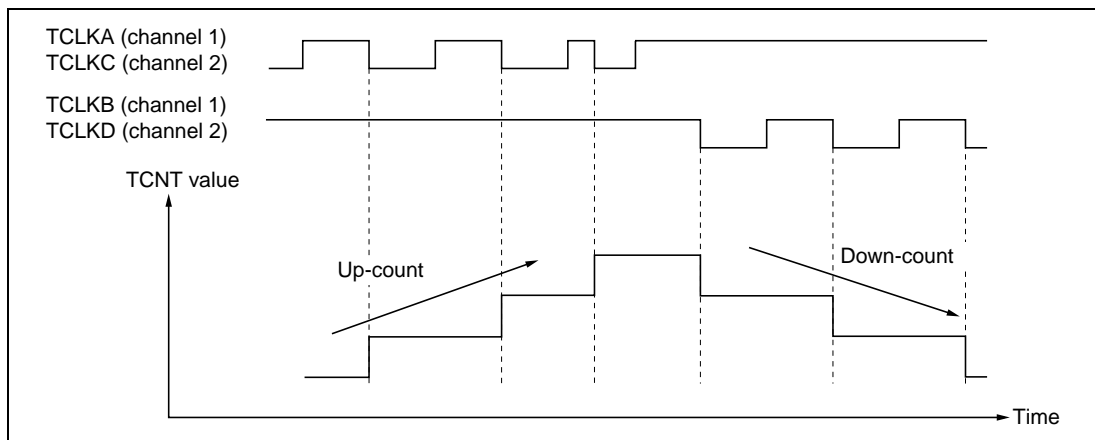 TCLKA (channel 1)
TCLKC (channel 2)
TCLKB (channel 1)
TCLKD (channel 2)
TCNT value
Up-count
Down-count
Time